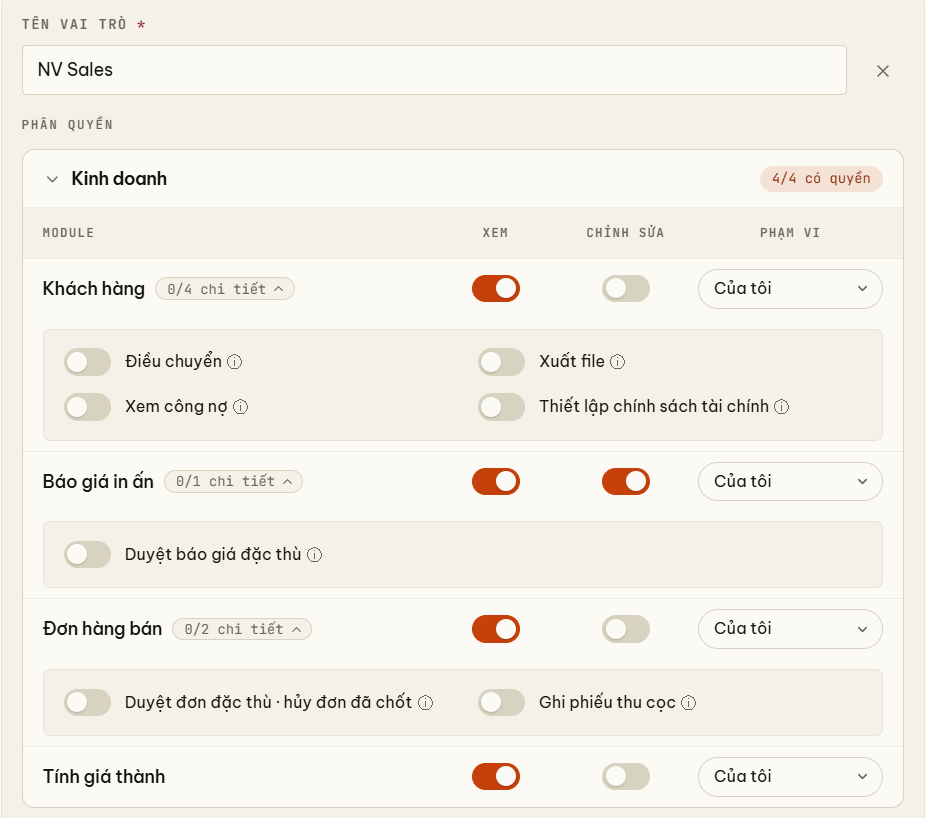 TÊN VAI TRÒ *
NV Sales
PHÂN QUYỀN
Kinh doanh 4/4 có quyền
MODULE XEM CHỈNH SỬA PHẠM VI
Khách hàng 0/4 chi tiết Của tôi
Điều chuyển Xuất file
Xem công nợ Thiết lập chính sách tài chính
Báo giá in ấn 0/1 chi tiết Của tôi
Duyệt báo giá đặc thù
Đơn hàng bán 0/2 chi tiết Của tôi
Duyệt đơn đặc thù · hủy đơn đã chốt Ghi phiếu thu cọc
Tính giá thành Của tôi